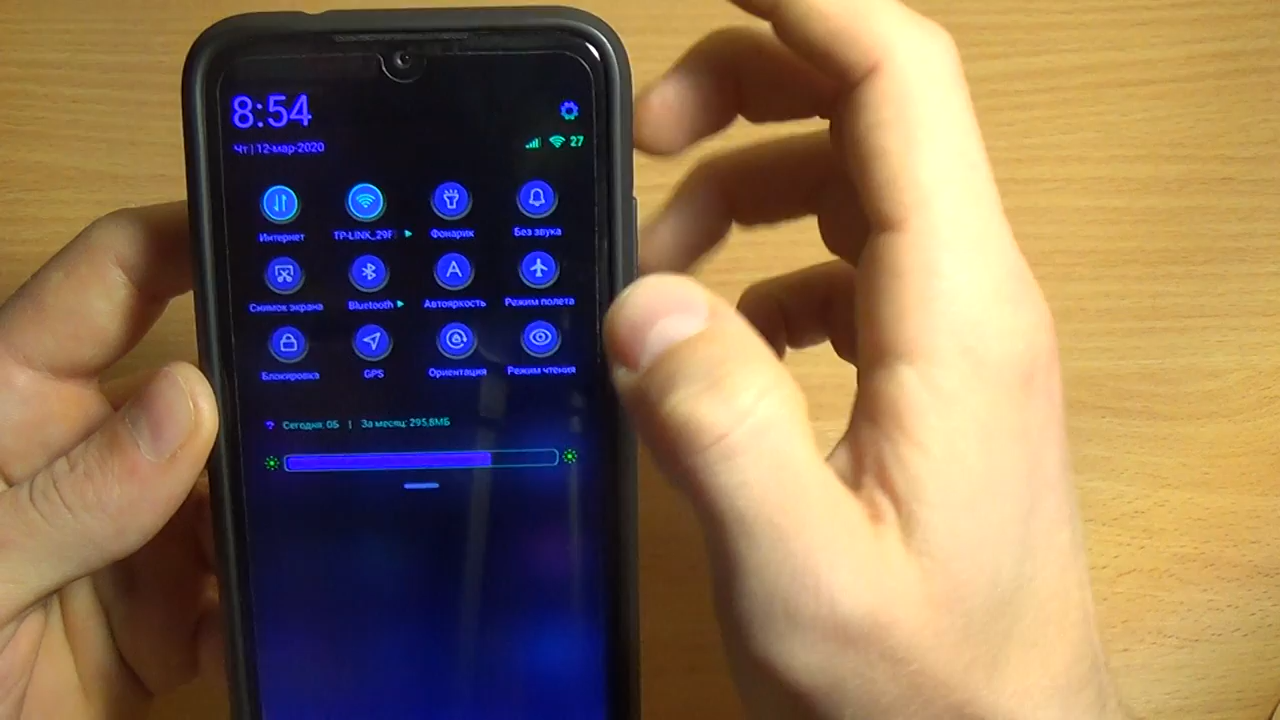 8:54
Чт | 12-мар-2020
27
Интернет TP-LINK_29F Фонарик Без звука
Снимок экрана Bluetooth Автояркость Режим полета
Блокировка GPS Ориентация Режим чтения
? Сегодня: 0Б | За месяц: 295,8МБ